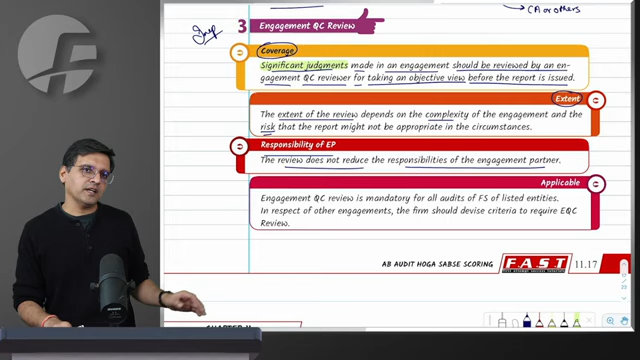 CA or others
Imp
3 Engagement QC Review
Coverage
Significant judgments made in an engagement should be reviewed by an en-
gagement QC reviewer for taking an objective view before the report is issued.
Extent
The extent of the review depends on the complexity of the engagement and the
risk that the report might not be appropriate in the circumstances.
Responsibility of EP
The review does not reduce the responsibilities of the engagement partner.
Applicable
Engagement QC review is mandatory for all audits of FS of listed entities.
In respect of other engagements, the firm should devise criteria to require EQC
Review.
AB AUDIT HOGA SABSE SCORING FAST 11.17